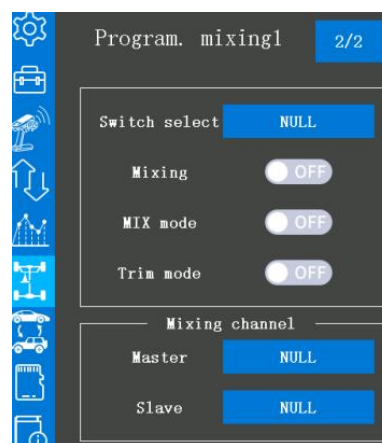 Program. mixing1 2/2
Switch select NULL
Mixing OFF
MIX mode OFF
Trim mode OFF
Mixing channel
Master NULL
Slave NULL